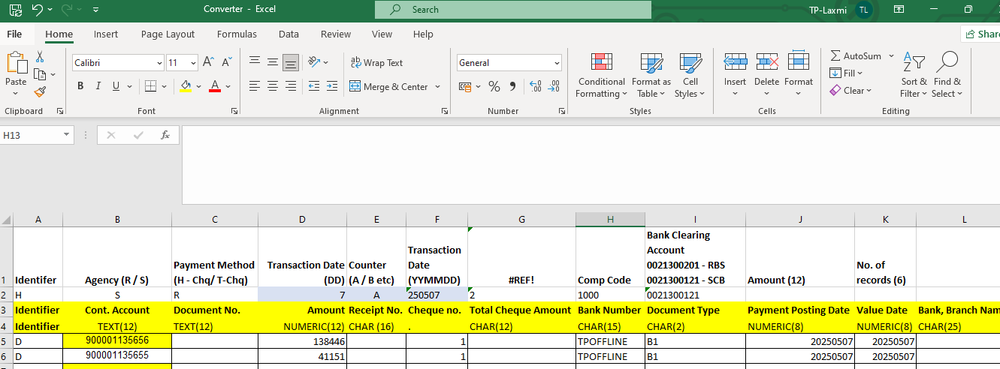 Converter - Excel
Search
TP-Laxmi
TL
File
Home
Insert
Page Layout
Formulas
Data
Review
View
Help
Share
Paste
Calibri
11
B I U
Wrap Text
Merge & Center
General
Conditional
Formatting
Format as
Table
Cell
Styles
Insert
Delete
Format
AutoSum
Fill
Clear
Sort &
Filter
Find &
Select
Clipboard
Font
Alignment
Number
Styles
Cells
Editing
H13
fx
A B C D E F G H I J K L
1 Identifer
Agency (R / S)
Payment Method
(H - Chq/ T-Chq)
Transaction Date
(DD)
Counter
(A / B etc)
Transaction
Date
(YYMMDD)
#REF!
Comp Code
Bank Clearing
Account
0021300201 - RBS
0021300121 - SCB
Amount (12)
No. of
records (6)
2 H S R 7 A 250507 2 1000 0021300121
3 Identifier Cont. Account Document No. Amount Receipt No. Cheque no. Total Cheque Amount Bank Number Document Type Payment Posting Date Value Date Bank, Branch Nam
4 Identifier TEXT(12) TEXT(12) NUMERIC(12) CHAR (16) . CHAR(12) CHAR(15) CHAR(2) NUMERIC(8) NUMERIC(8) CHAR(25)
5 D 900001135656 138446 1 TPOFFLINE B1 20250507 20250507
6 D 900001135655 41151 1 TPOFFLINE B1 20250507 20250507